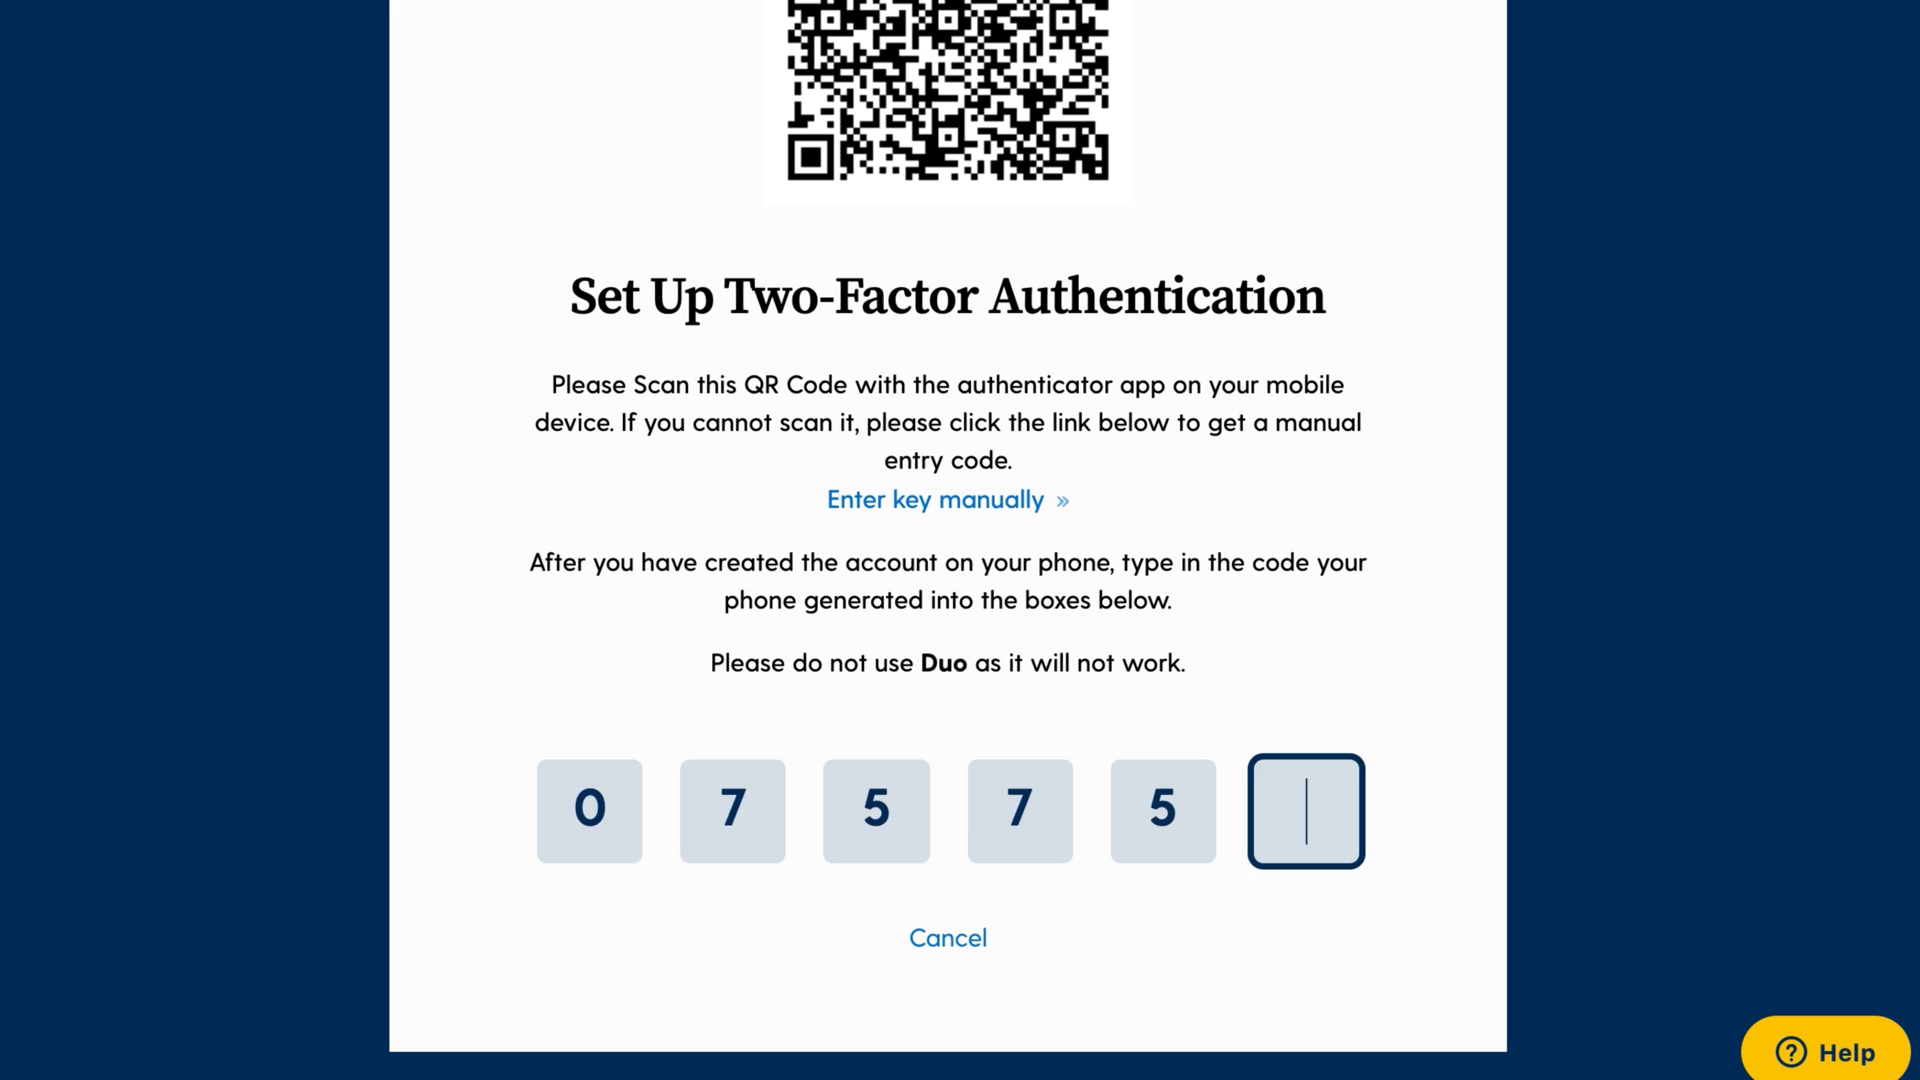 Set Up Two-Factor Authentication
Please Scan this QR Code with the authenticator app on your mobile
device. If you cannot scan it, please click the link below to get a manual
entry code.
Enter key manually »
After you have created the account on your phone, type in the code your
phone generated into the boxes below.
Please do not use Duo as it will not work.
0 7 5 7 5
Cancel
? Help